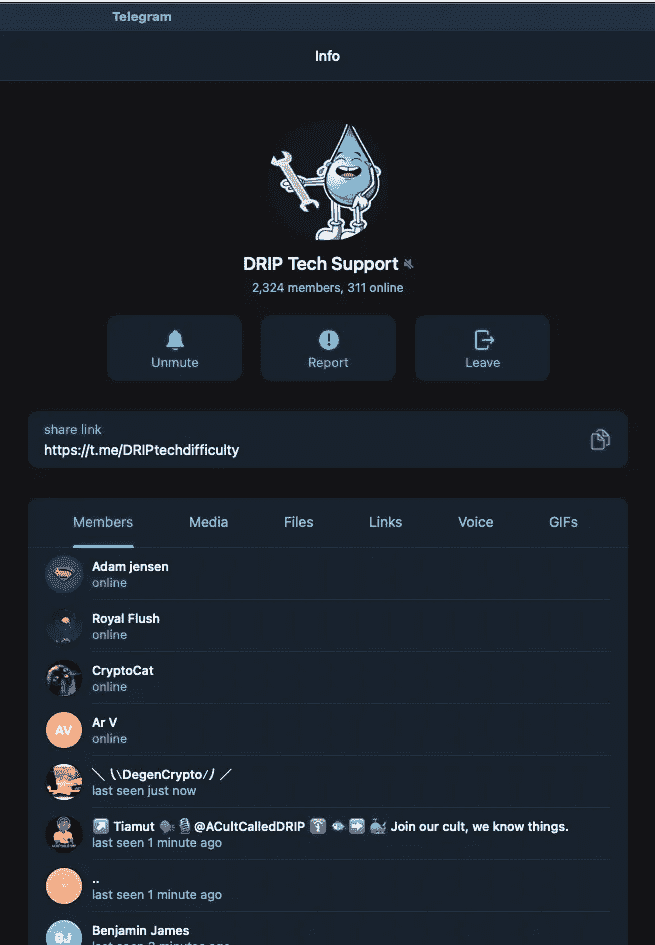 Telegram
Info
DRIP Tech Support
2,324 members, 311 online
Unmute
Report
Leave
share link
https://t.me/DRIPtechdifficulty
Members
Media
Files
Links
Voice
GIFs
Adam jensen
online
Royal Flush
online
CryptoCat
online
AV
Ar V
online
\ (\DegenCrypto/) /
last seen just now
Tiamut @ACultCalledDRIP Join our cult, we know things.
last seen 1 minute ago
..
last seen 1 minute ago
BJ
Benjamin James